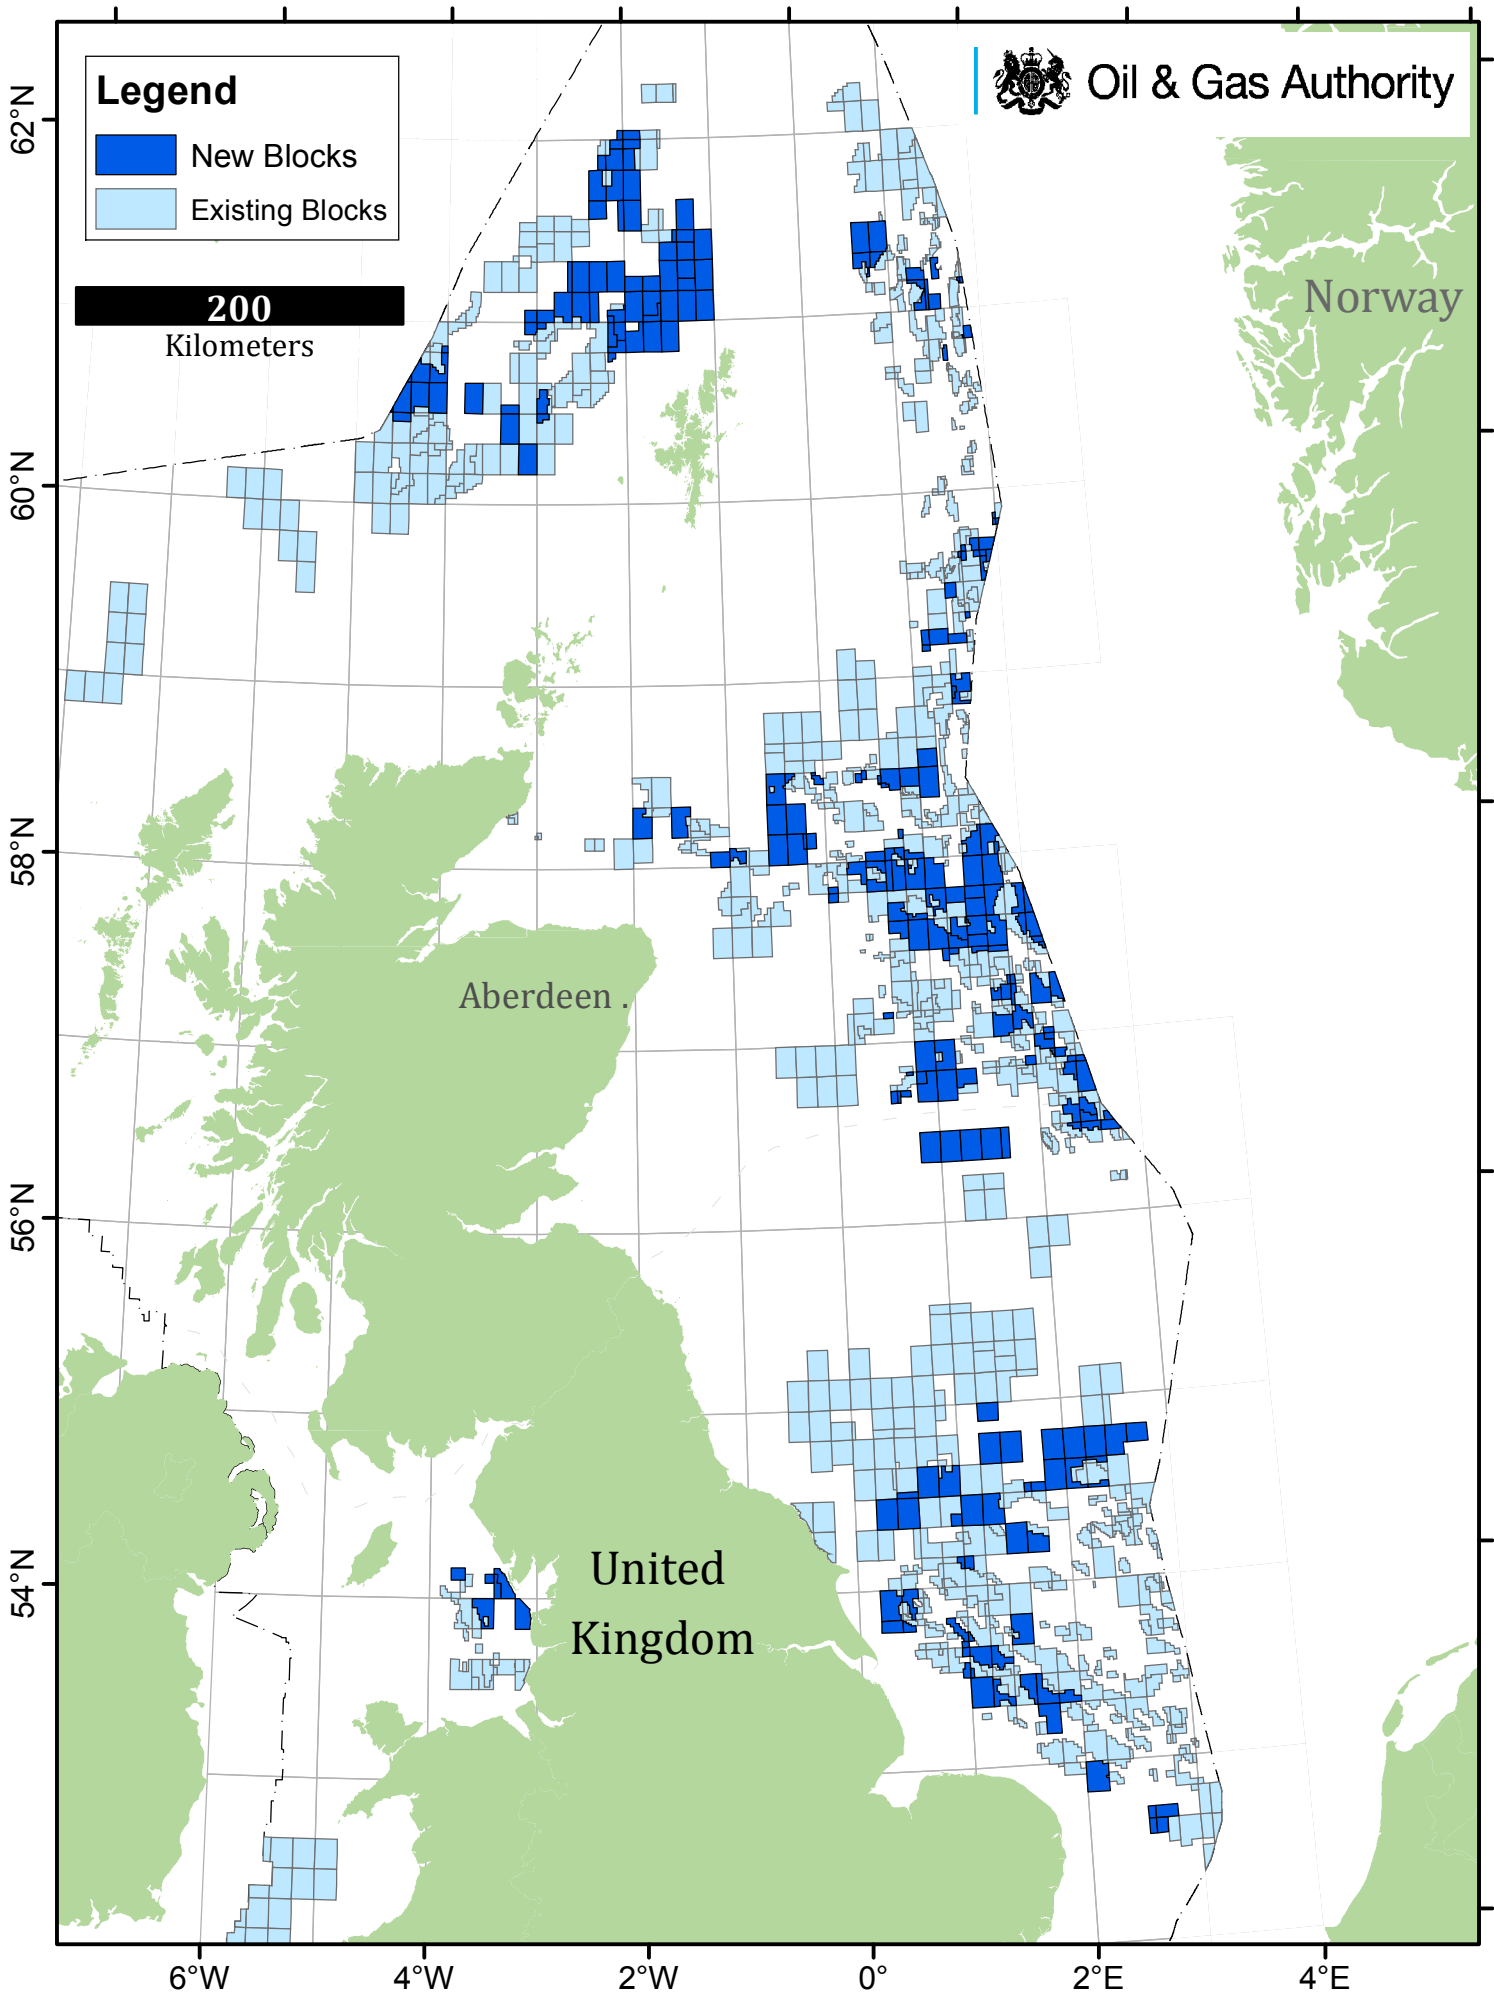 Legend
New Blocks
Existing Blocks
200
Kilometers
Oil & Gas Authority
Norway
Aberdeen .
United
Kingdom
62°N
60°N
58°N
56°N
54°N
6°W
4°W
2°W
0°
2°E
4°E